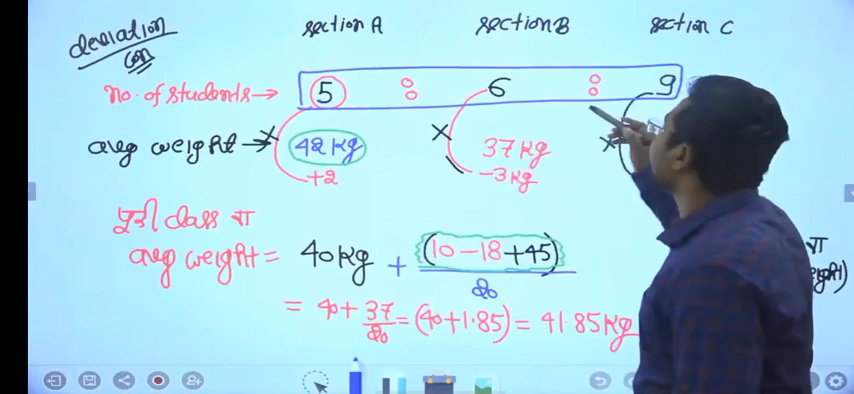 deviation
con
section A section B section C
No. of students → 5 : 6 : 9
avg weight → 42 kg 37 kg
+2 -3 kg
पूरी class का
avg weight = 40 kg + (10 - 18 + 45) / 20
= 40 + 37/20 = (40 + 1.85) = 41.85 kg